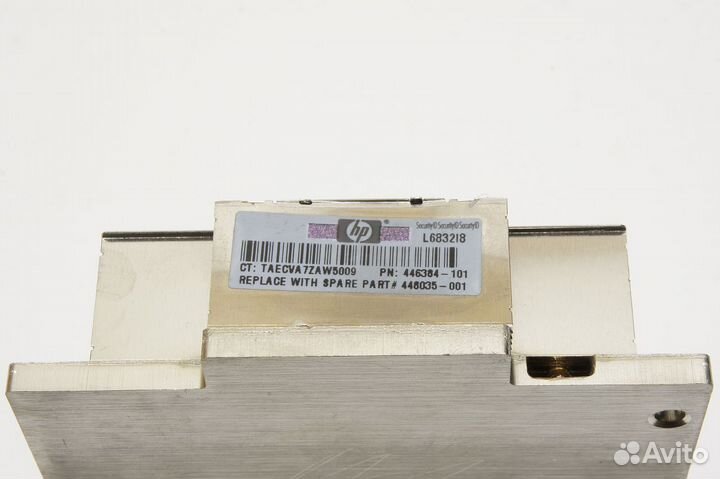 hp
SecurityID SecurityID SecurityID
L683218
CT: TAECVA7ZAW5009 PN: 446384-101
REPLACE WITH SPARE PART# 448035-001
Avito